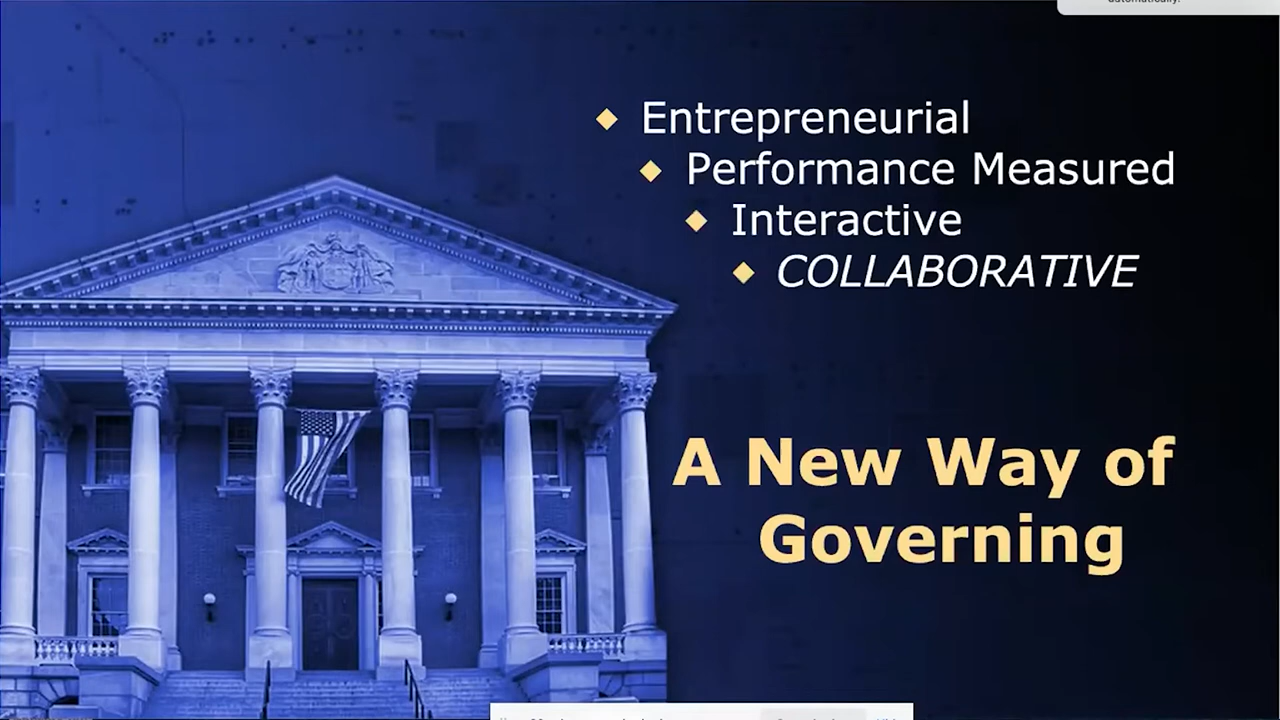 Entrepreneurial
Performance Measured
Interactive
COLLABORATIVE
A New Way of
Governing